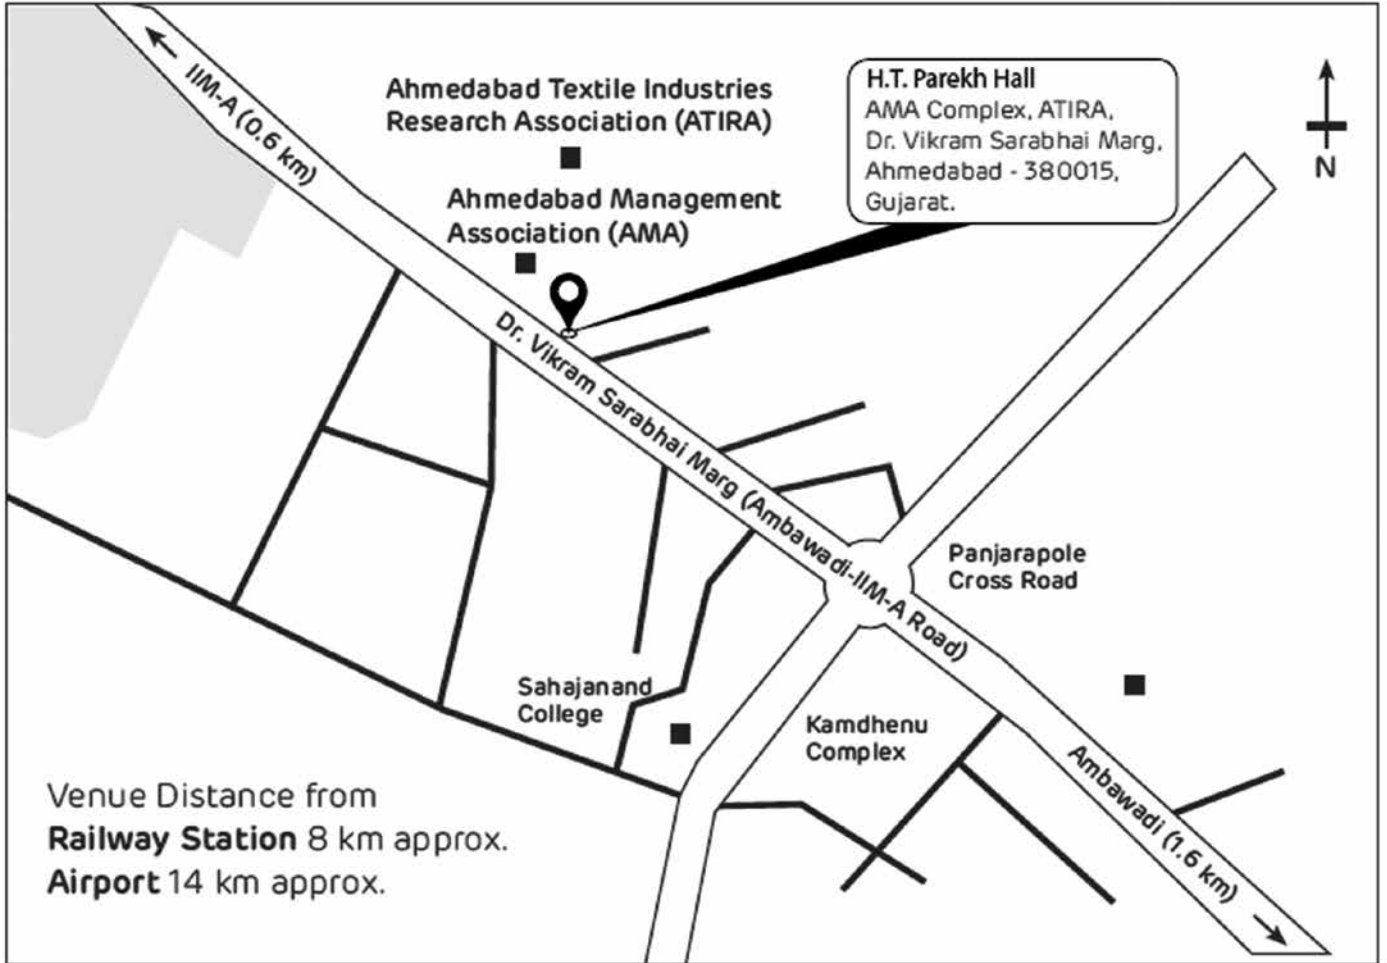 IIM-A (0.6 km)
Ahmedabad Textile Industries
Research Association (ATIRA)
Ahmedabad Management
Association (AMA)
H.T. Parekh Hall
AMA Complex, ATIRA,
Dr. Vikram Sarabhai Marg,
Ahmedabad - 380015,
Gujarat.
N
Dr. Vikram Sarabhai Marg (Ambawadi-IIM-A Road)
Panjarapole
Cross Road
Sahajanand
College
Kamdhenu
Complex
Ambawadi (1.6 km)
Venue Distance from
Railway Station 8 km approx.
Airport 14 km approx.